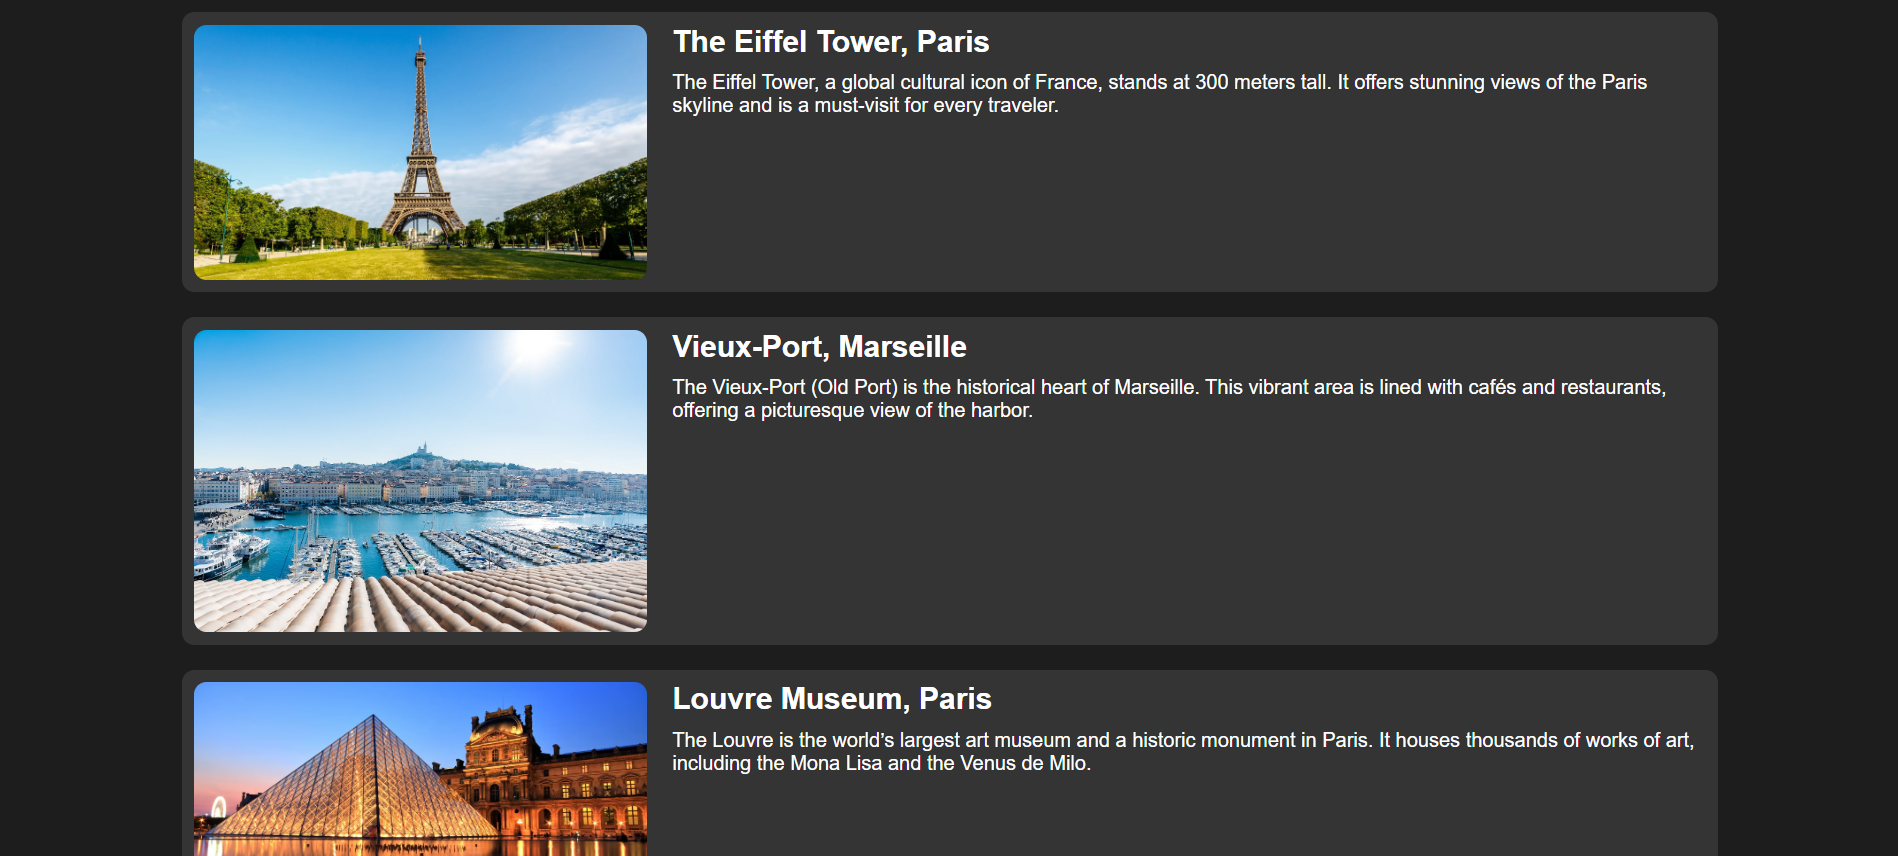 The Eiffel Tower, Paris
The Eiffel Tower, a global cultural icon of France, stands at 300 meters tall. It offers stunning views of the Paris
skyline and is a must-visit for every traveler.
Vieux-Port, Marseille
The Vieux-Port (Old Port) is the historical heart of Marseille. This vibrant area is lined with cafés and restaurants,
offering a picturesque view of the harbor.
Louvre Museum, Paris
The Louvre is the world’s largest art museum and a historic monument in Paris. It houses thousands of works of art,
including the Mona Lisa and the Venus de Milo.